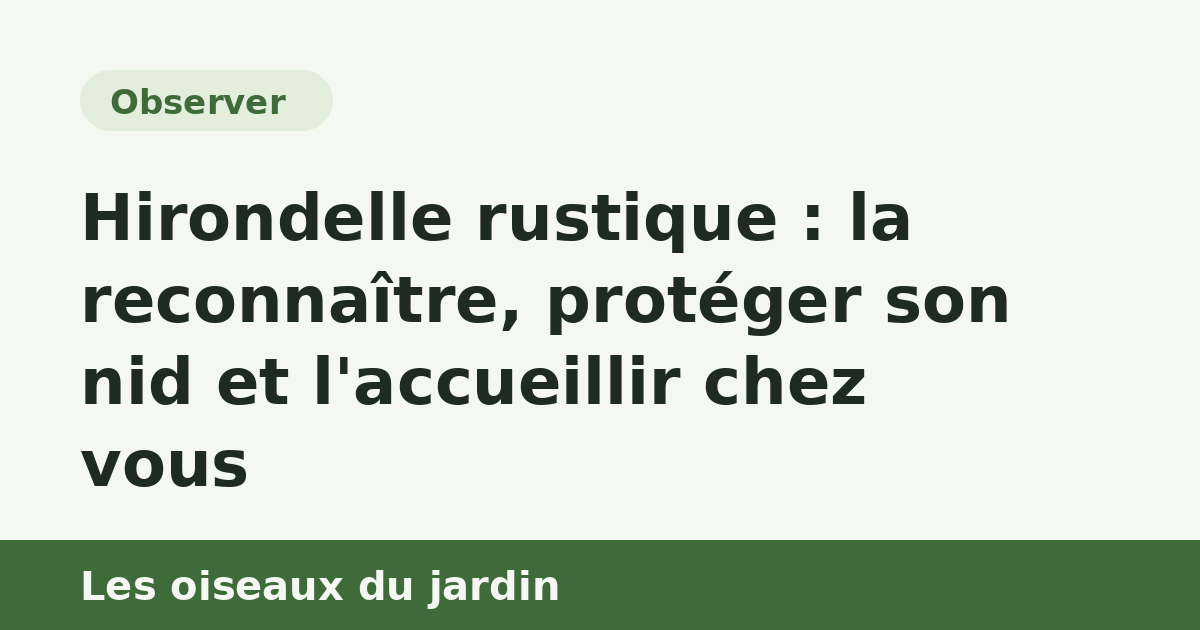 Observer
Hirondelle rustique : la
reconnaître, protéger son
nid et l'accueillir chez
vous
Les oiseaux du jardin